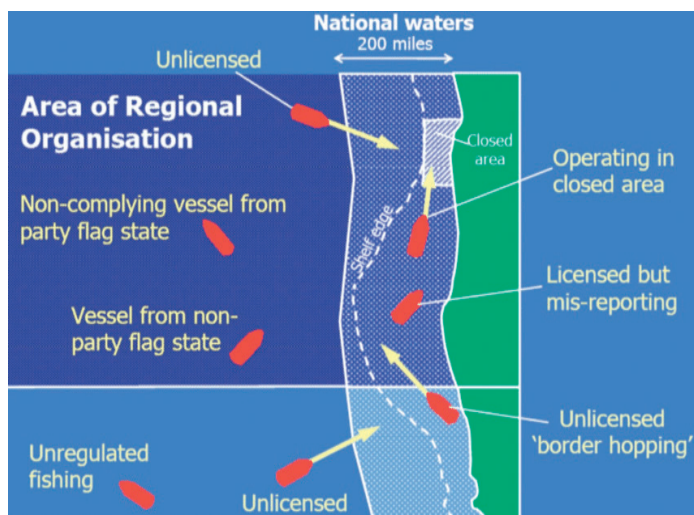 National waters
200 miles
Unlicensed
Area of Regional
Organisation
Closed
area
Operating in
closed area
Non-complying vessel from
party flag state
Shelf edge
Licensed but
mis-reporting
Vessel from non-
party flag state
Unlicensed
'border hopping'
Unregulated
fishing
Unlicensed